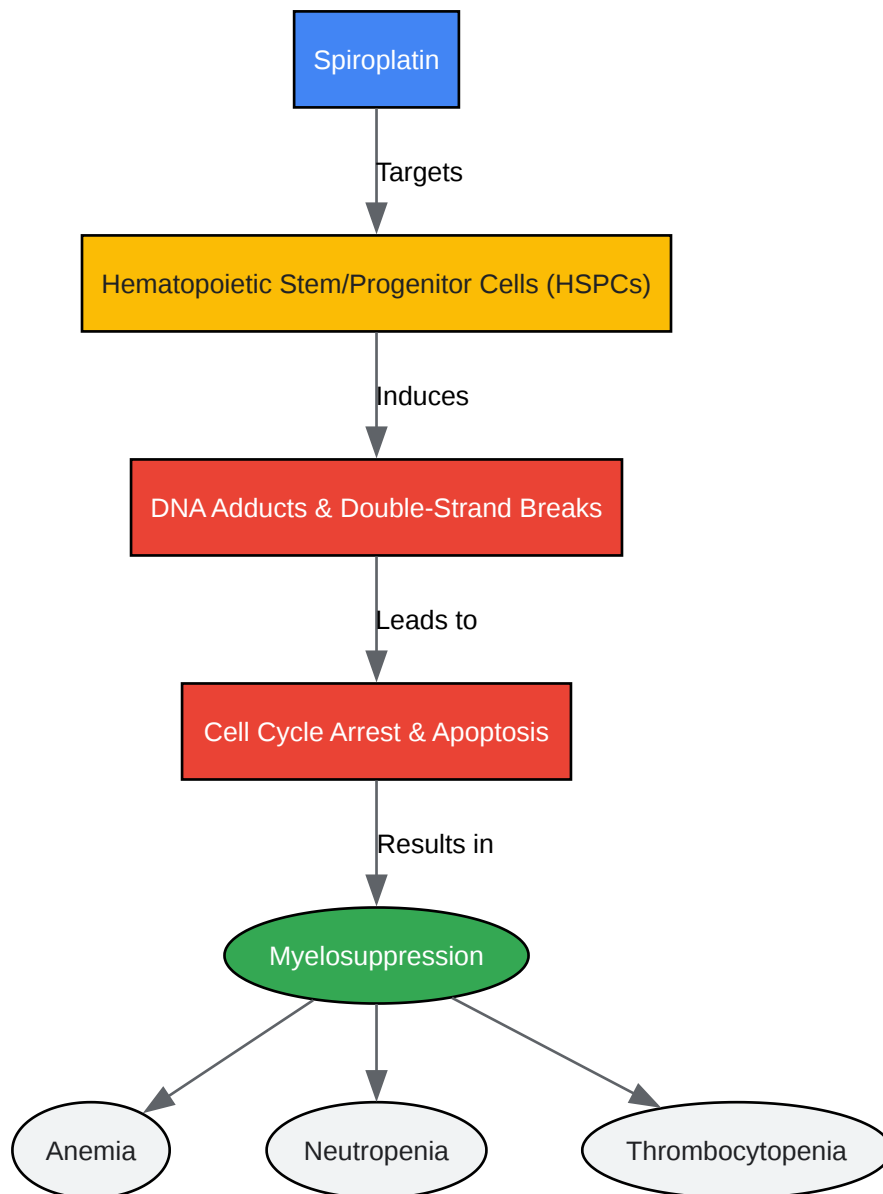 Spiroplatin
Targets
Hematopoietic Stem/Progenitor Cells (HSPCs)
Induces
DNA Adducts & Double-Strand Breaks
Leads to
Cell Cycle Arrest & Apoptosis
Results in
Myelosuppression
Anemia
Neutropenia
Thrombocytopenia